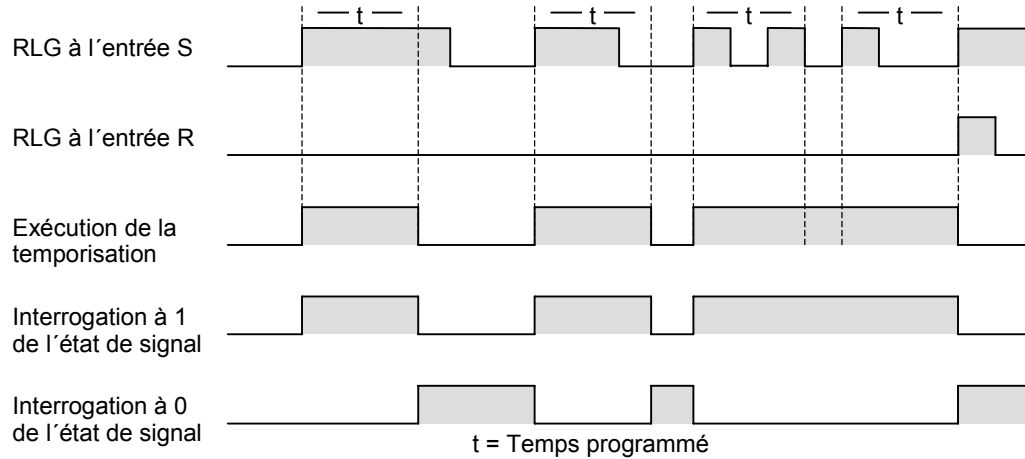 t t t t
RLG à l´entrée S
RLG à l´entrée R
Exécution de la
temporisation
Interrogation à 1
de l´état de signal
Interrogation à 0
de l´état de signal
t = Temps programmé